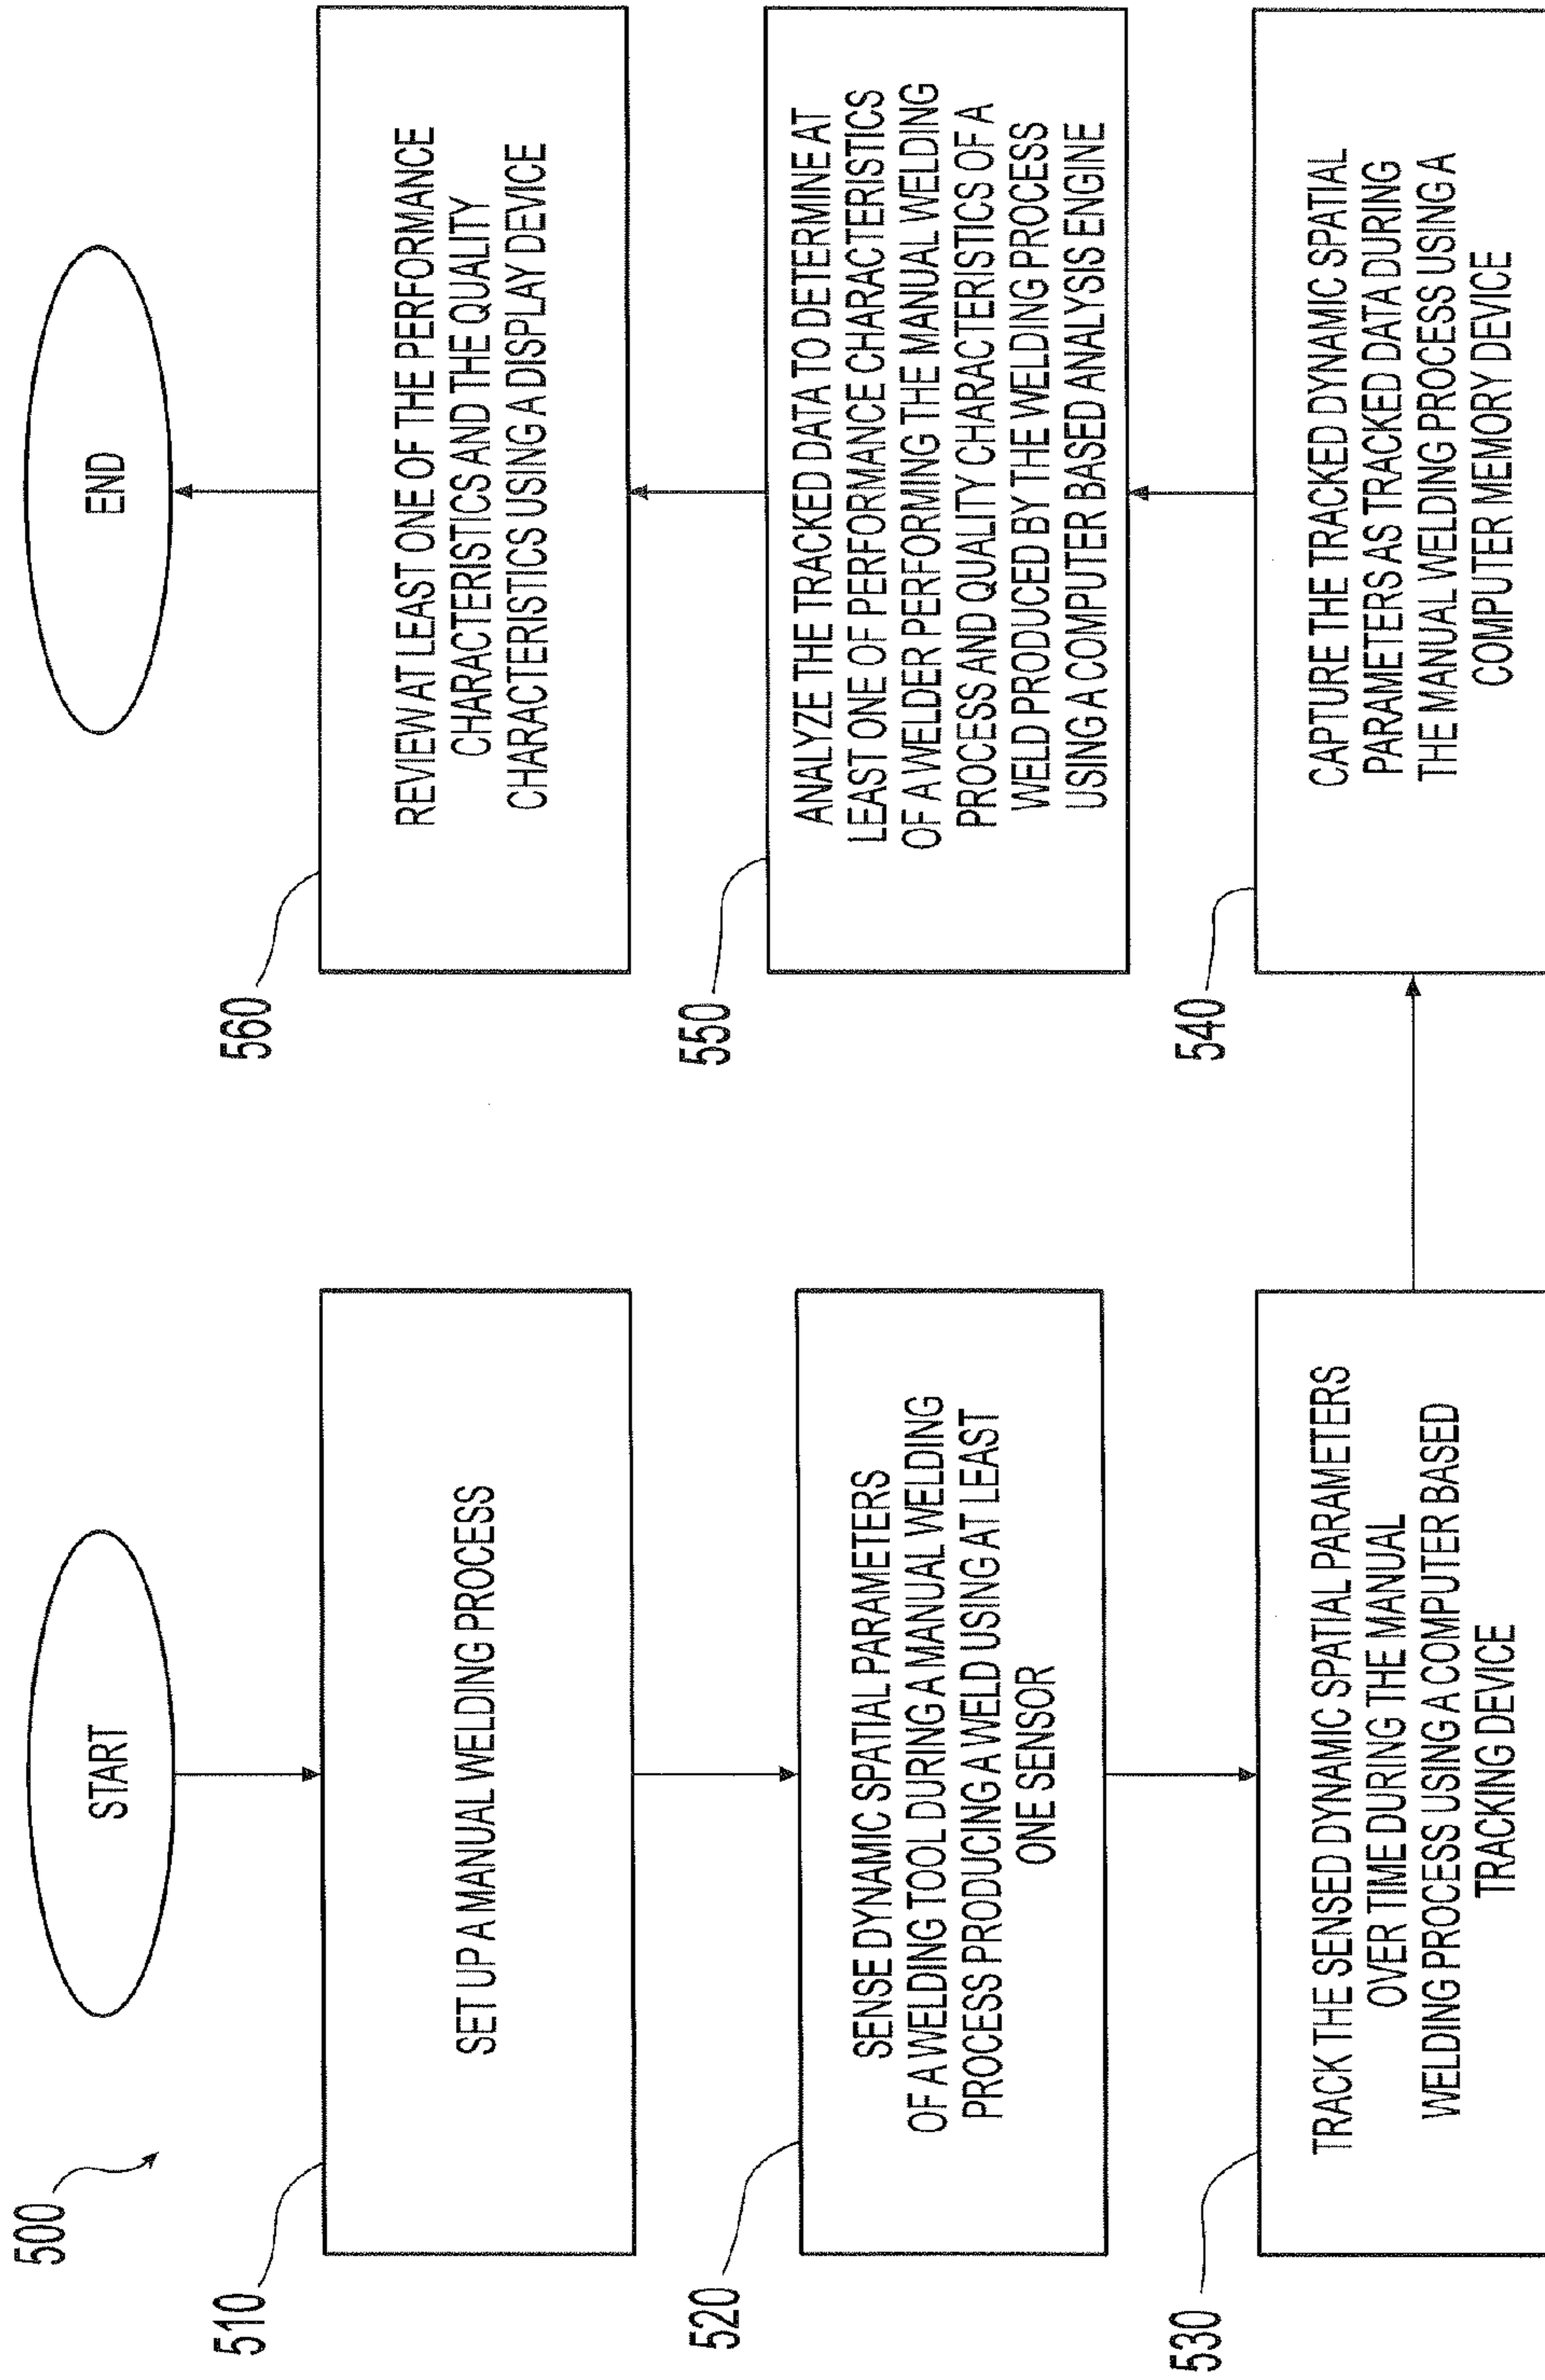 500
START
510
SET UP A MANUAL WELDING PROCESS
520
SENSE DYNAMIC SPATIAL PARAMETERS
OF A WELDING TOOL DURING A MANUAL WELDING
PROCESS PRODUCING A WELD USING AT LEAST
ONE SENSOR
530
TRACK THE SENSED DYNAMIC SPATIAL PARAMETERS
OVER TIME DURING THE MANUAL
WELDING PROCESS USING A COMPUTER BASED
TRACKING DEVICE
540
CAPTURE THE TRACKED DYNAMIC SPATIAL
PARAMETERS AS TRACKED DATA DURING
THE MANUAL WELDING PROCESS USING A
COMPUTER MEMORY DEVICE
550
ANALYZE THE TRACKED DATA TO DETERMINE AT
LEAST ONE OF PERFORMANCE CHARACTERISTICS
OF A WELDER PERFORMING THE MANUAL WELDING
PROCESS AND QUALITY CHARACTERISTICS OF A
WELD PRODUCED BY THE WELDING PROCESS
USING A COMPUTER BASED ANALYSIS ENGINE
560
REVIEW AT LEAST ONE OF THE PERFORMANCE
CHARACTERISTICS AND THE QUALITY
CHARACTERISTICS USING A DISPLAY DEVICE
END